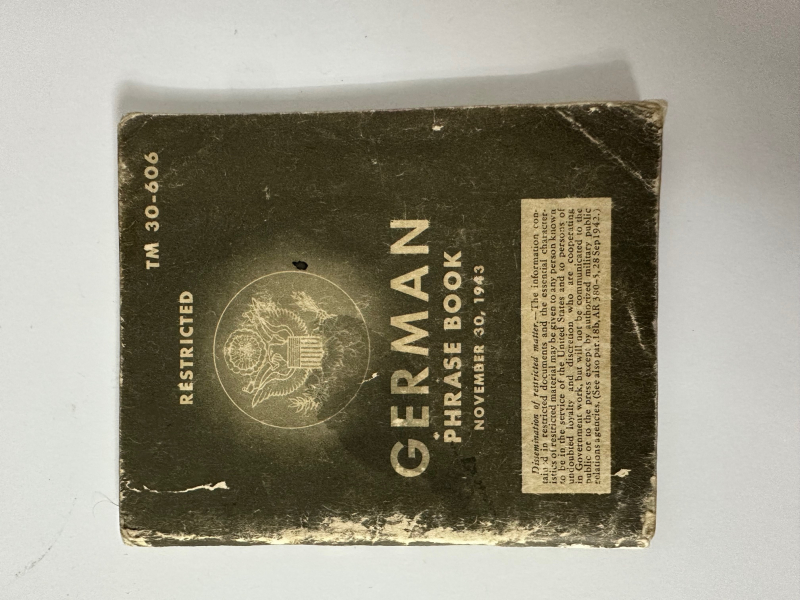 TM 30-606
RESTRICTED
GERMAN
PHRASE BOOK
NOVEMBER 30, 1943
Dissemination of restricted matter.—The information con-
tained in restricted documents and the essential character-
istics of restricted material may be given to any person known
to be in the service of the United States and to persons of
undoubted loyalty and discretion who are cooperating
in Government work, but will not be communicated to the
public or to the press except by authorized military public
relations agencies. (See also par. 18b, AR 380-5, 28 Sep 1942.)